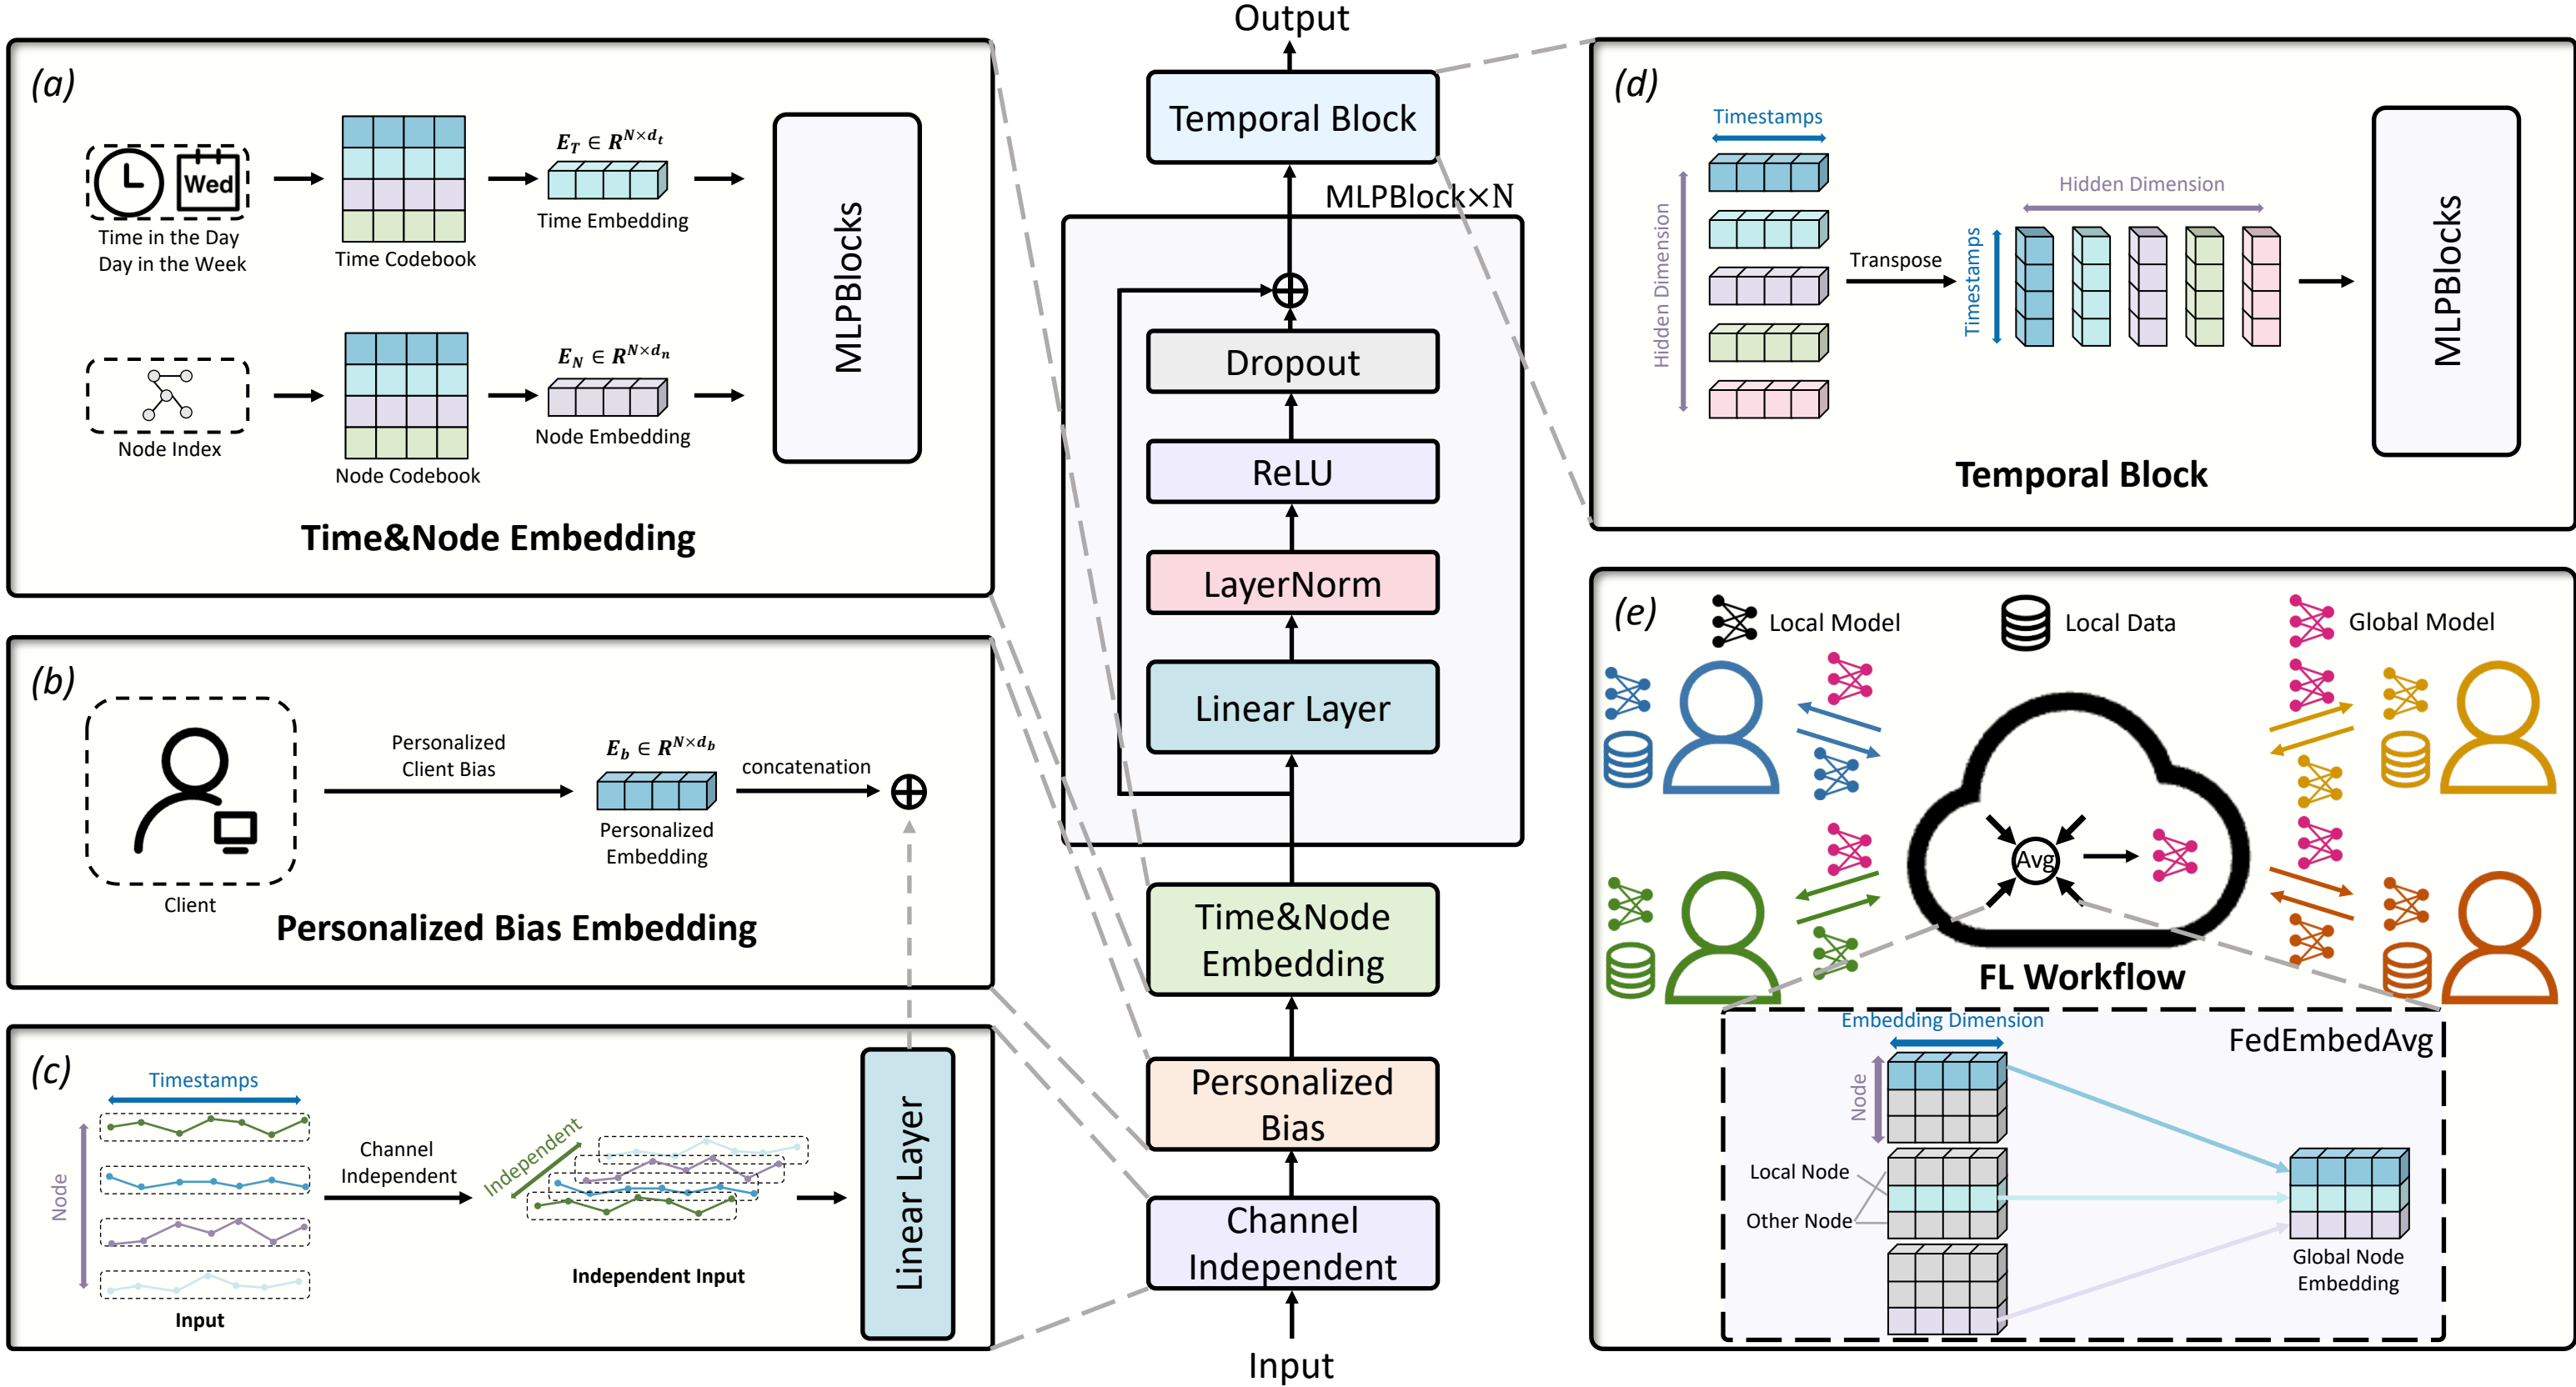 (a)
Wed
Time in the Day
Day in the Week
Time Codebook
E_T ∈ R^{N×d_t}
Time Embedding
Node Index
Node Codebook
E_N ∈ R^{N×d_n}
Node Embedding
MLPBlocks
Time&Node Embedding
(b)
Client
Personalized
Client Bias
E_b ∈ R^{N×d_b}
Personalized
Embedding
concatenation
Personalized Bias Embedding
(c)
Timestamps
Node
Input
Channel
Independent
Independent
Independent Input
Linear Layer
Output
Temporal Block
MLPBlock×N
Dropout
ReLU
LayerNorm
Linear Layer
Time&Node
Embedding
Personalized
Bias
Channel
Independent
Input
(d)
Timestamps
Hidden Dimension
Transpose
Hidden Dimension
Timestamps
MLPBlocks
Temporal Block
(e)
Local Model
Local Data
Global Model
Avg
FL Workflow
Embedding Dimension
FedEmbedAvg
Node
Local Node
Other Node
Global Node
Embedding